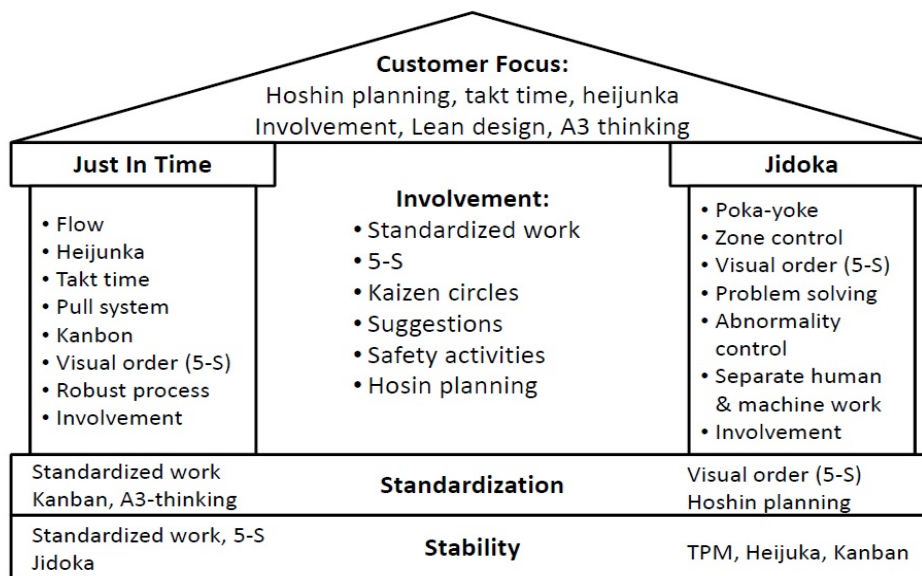 Customer Focus:
Hoshin planning, takt time, heijunka
Involvement, Lean design, A3 thinking
Just In Time
• Flow
• Heijunka
• Takt time
• Pull system
• Kanbon
• Visual order (5-S)
• Robust process
• Involvement
Involvement:
• Standardized work
• 5-S
• Kaizen circles
• Suggestions
• Safety activities
• Hosin planning
Jidoka
• Poka-yoke
• Zone control
• Visual order (5-S)
• Problem solving
• Abnormality
control
• Separate human
& machine work
• Involvement
Standardized work
Kanban, A3-thinking
Standardization
Visual order (5-S)
Hoshin planning
Standardized work, 5-S
Jidoka
Stability
TPM, Heijuka, Kanban